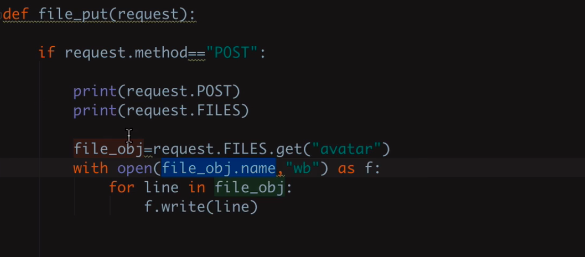 def file_put(request):
if request.method=="POST":
print(request.POST)
print(request.FILES)
file_obj=request.FILES.get("avatar")
with open(file_obj.name,"wb") as f:
for line in file_obj:
f.write(line)